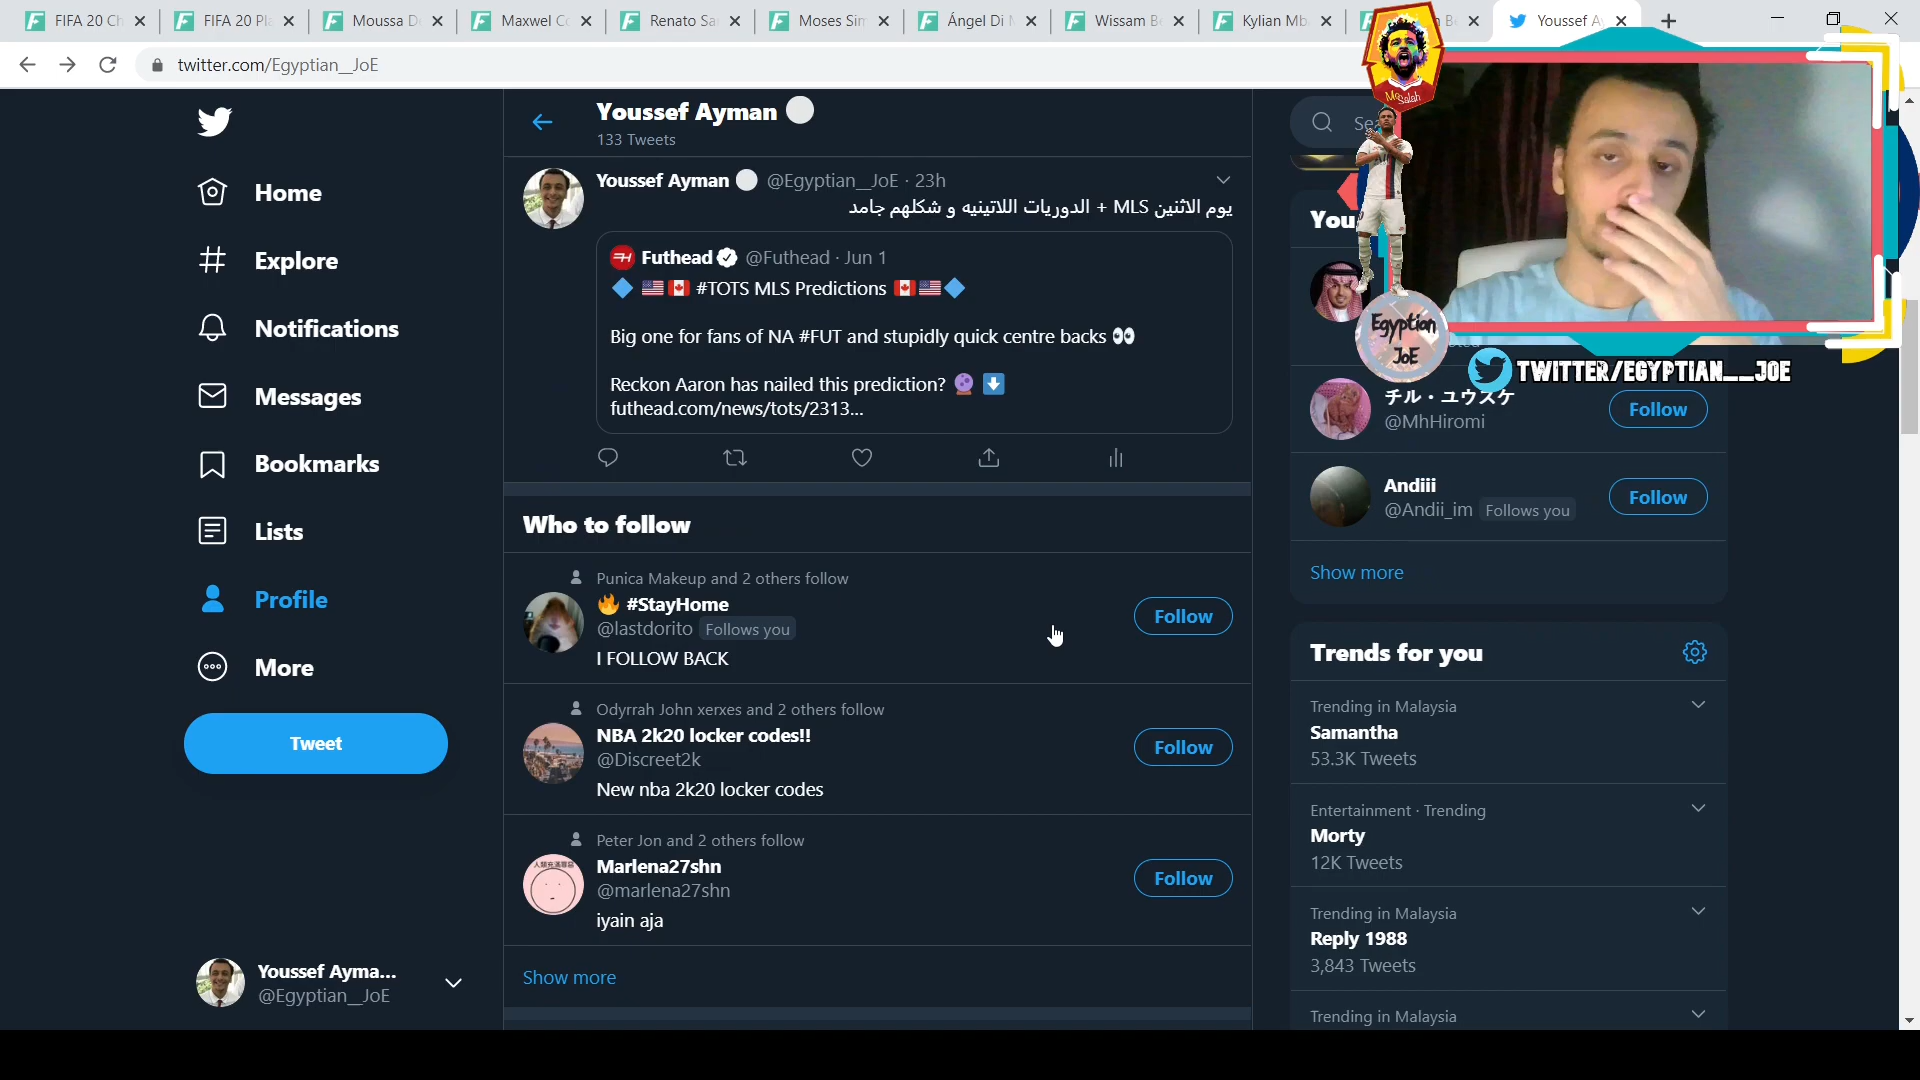 FIFA 20 Ch
FIFA 20 Pl
Moussa D
Maxwel C
Renato Sa
Moses Sim
Ángel Di M
Wissam B
Kylian Mb
Youssef A
twitter.com/Egyptian__JoE
Home
Explore
Notifications
Messages
Bookmarks
Lists
Profile
More
Tweet
Youssef Ayma...
@Egyptian__JoE
Youssef Ayman
133 Tweets
Youssef Ayman @Egyptian__JoE · 23h
يوم الاثنين MLS + الدوريات اللاتينيه و شكلهم جامد
Futhead @Futhead · Jun 1
#TOTS MLS Predictions
Big one for fans of NA #FUT and stupidly quick centre backs 👀
Reckon Aaron has nailed this prediction? 🔮 ⬇️
futhead.com/news/tots/2313...
Who to follow
Punica Makeup and 2 others follow
🔥 #StayHome
@lastdorito Follows you
Follow
I FOLLOW BACK
Odyrrah John xerxes and 2 others follow
NBA 2k20 locker codes!!
@Discreet2k
Follow
New nba 2k20 locker codes
Peter Jon and 2 others follow
Marlena27shn
@marlena27shn
Follow
iyain aja
Show more
MoSalah
You
Egyptian
JoE
TWITTER/EGYPTIAN__JOE
チル・ユウスケ
@MhHiromi
Follow
Andiii
@Andii_im Follows you
Follow
Show more
Trends for you
Trending in Malaysia
Samantha
53.3K Tweets
Entertainment · Trending
Morty
12K Tweets
Trending in Malaysia
Reply 1988
3,843 Tweets
Trending in Malaysia